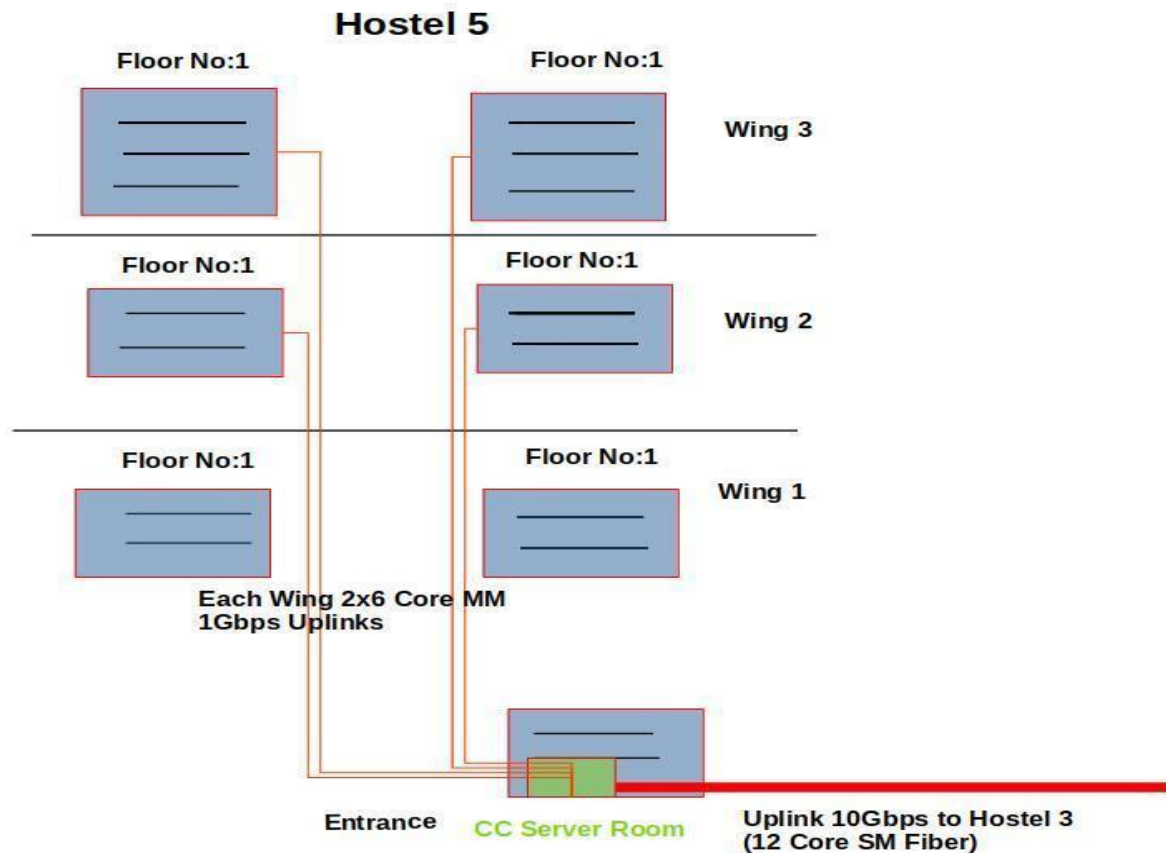 Hostel 5
Floor No:1
Floor No:1
Wing 3
Floor No:1
Floor No:1
Wing 2
Floor No:1
Floor No:1
Wing 1
Each Wing 2x6 Core MM
1Gbps Uplinks
Entrance
CC Server Room
Uplink 10Gbps to Hostel 3
(12 Core SM Fiber)